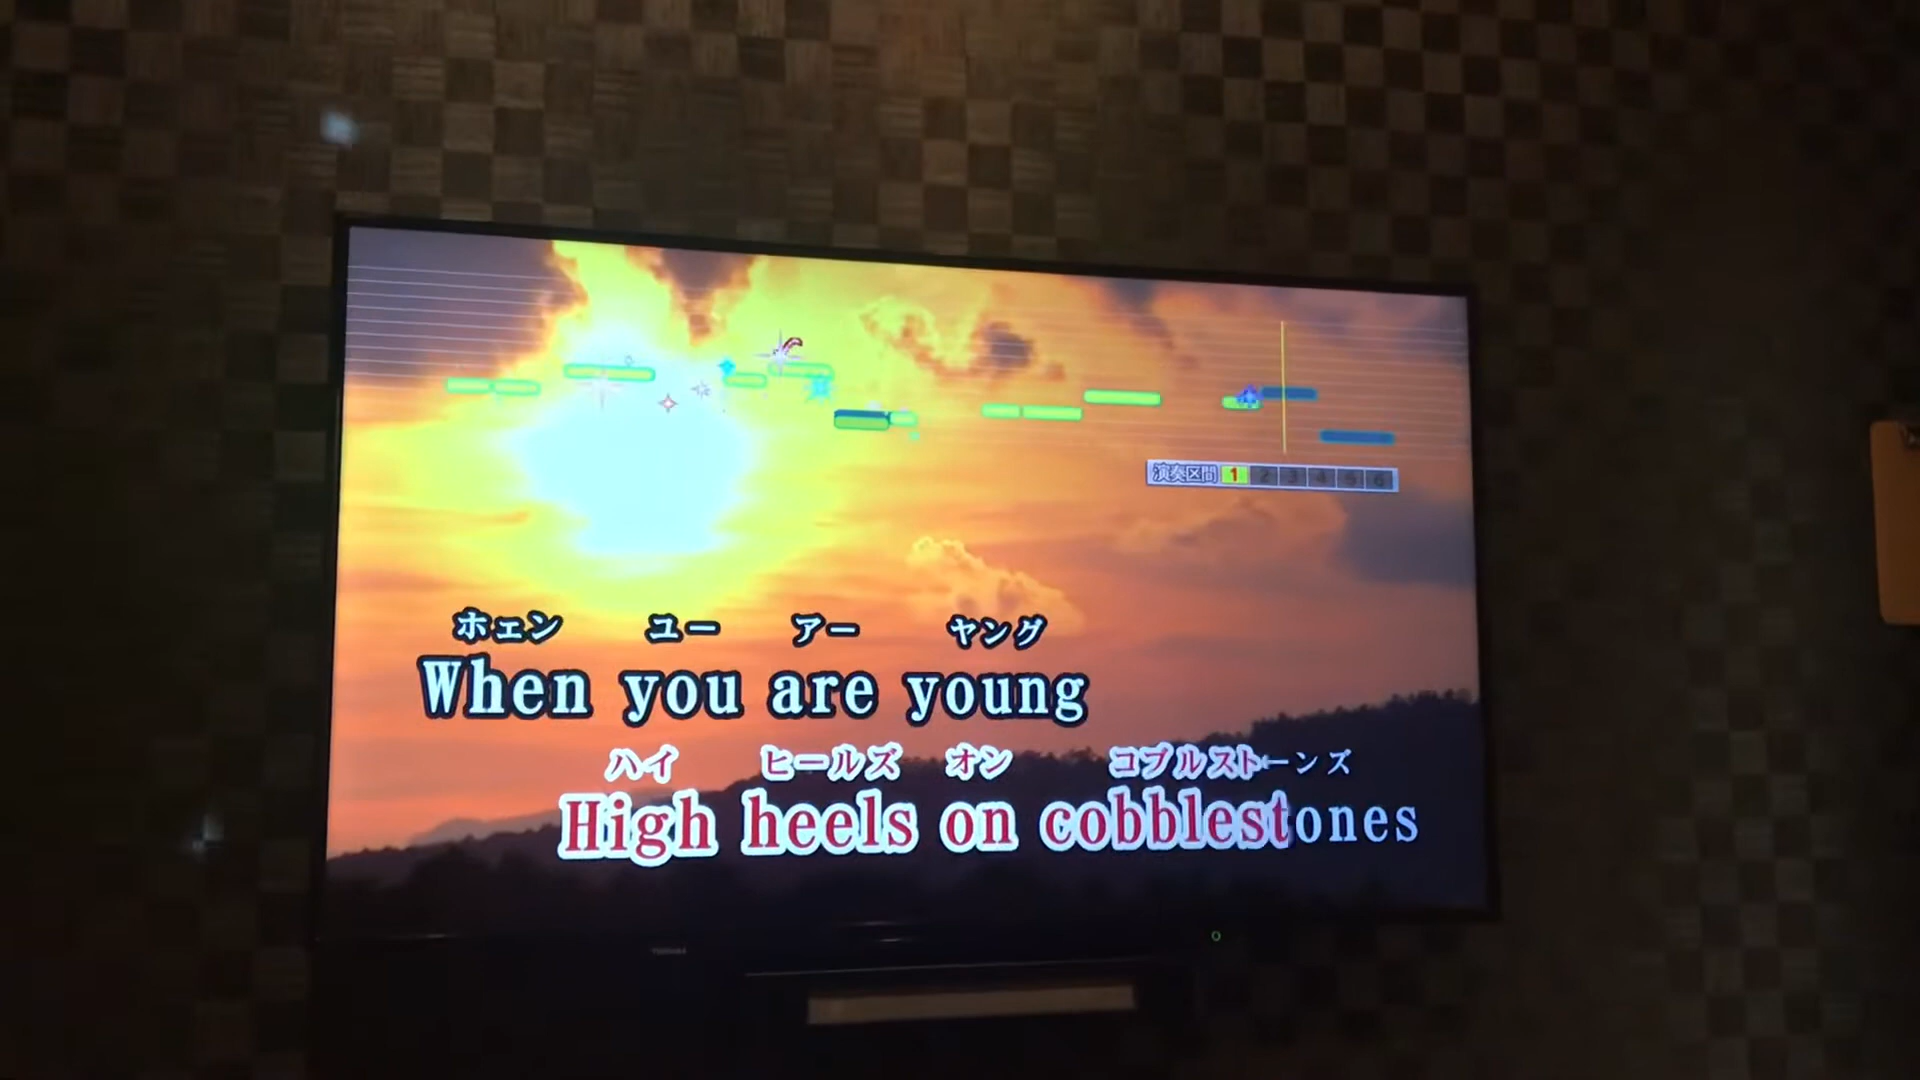 演奏区間 1 2 3 4 5 6
ホェン ユー アー ヤング
When you are young
ハイ ヒールズ オン コブルストーンズ
High heels on cobblestones
TOSHIBA